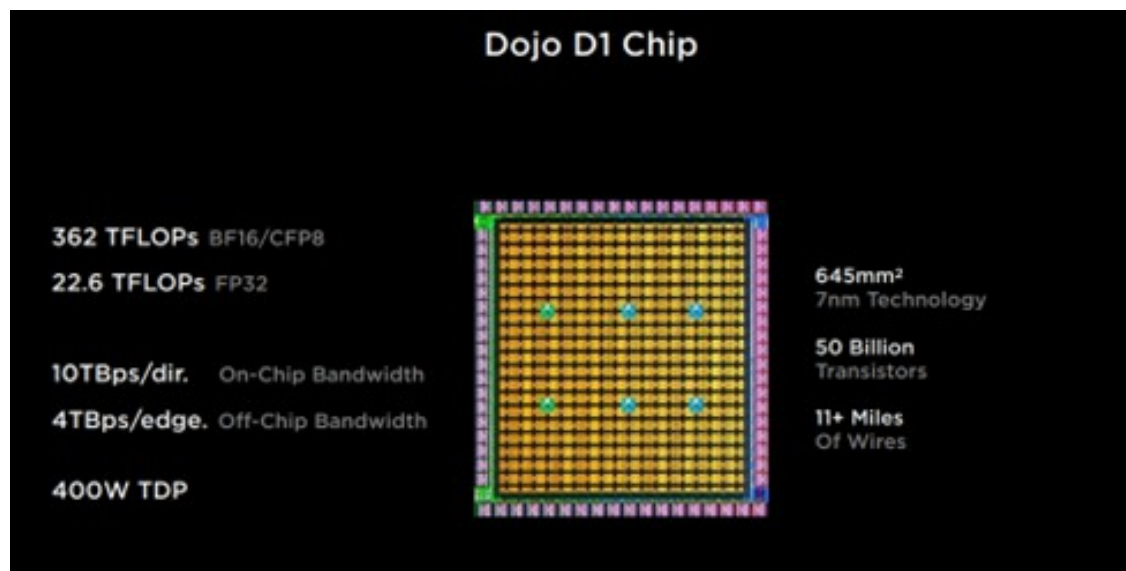 Dojo D1 Chip
362 TFLOPs BF16/CFP8
22.6 TFLOPs FP32
10TBps/dir. On-Chip Bandwidth
4TBps/edge. Off-Chip Bandwidth
400W TDP
645mm²
7nm Technology
50 Billion
Transistors
11+ Miles
Of Wires